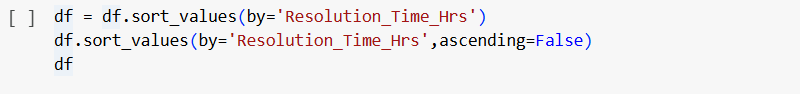 [ ] df = df.sort_values(by='Resolution_Time_Hrs')
df.sort_values(by='Resolution_Time_Hrs',ascending=False)
df